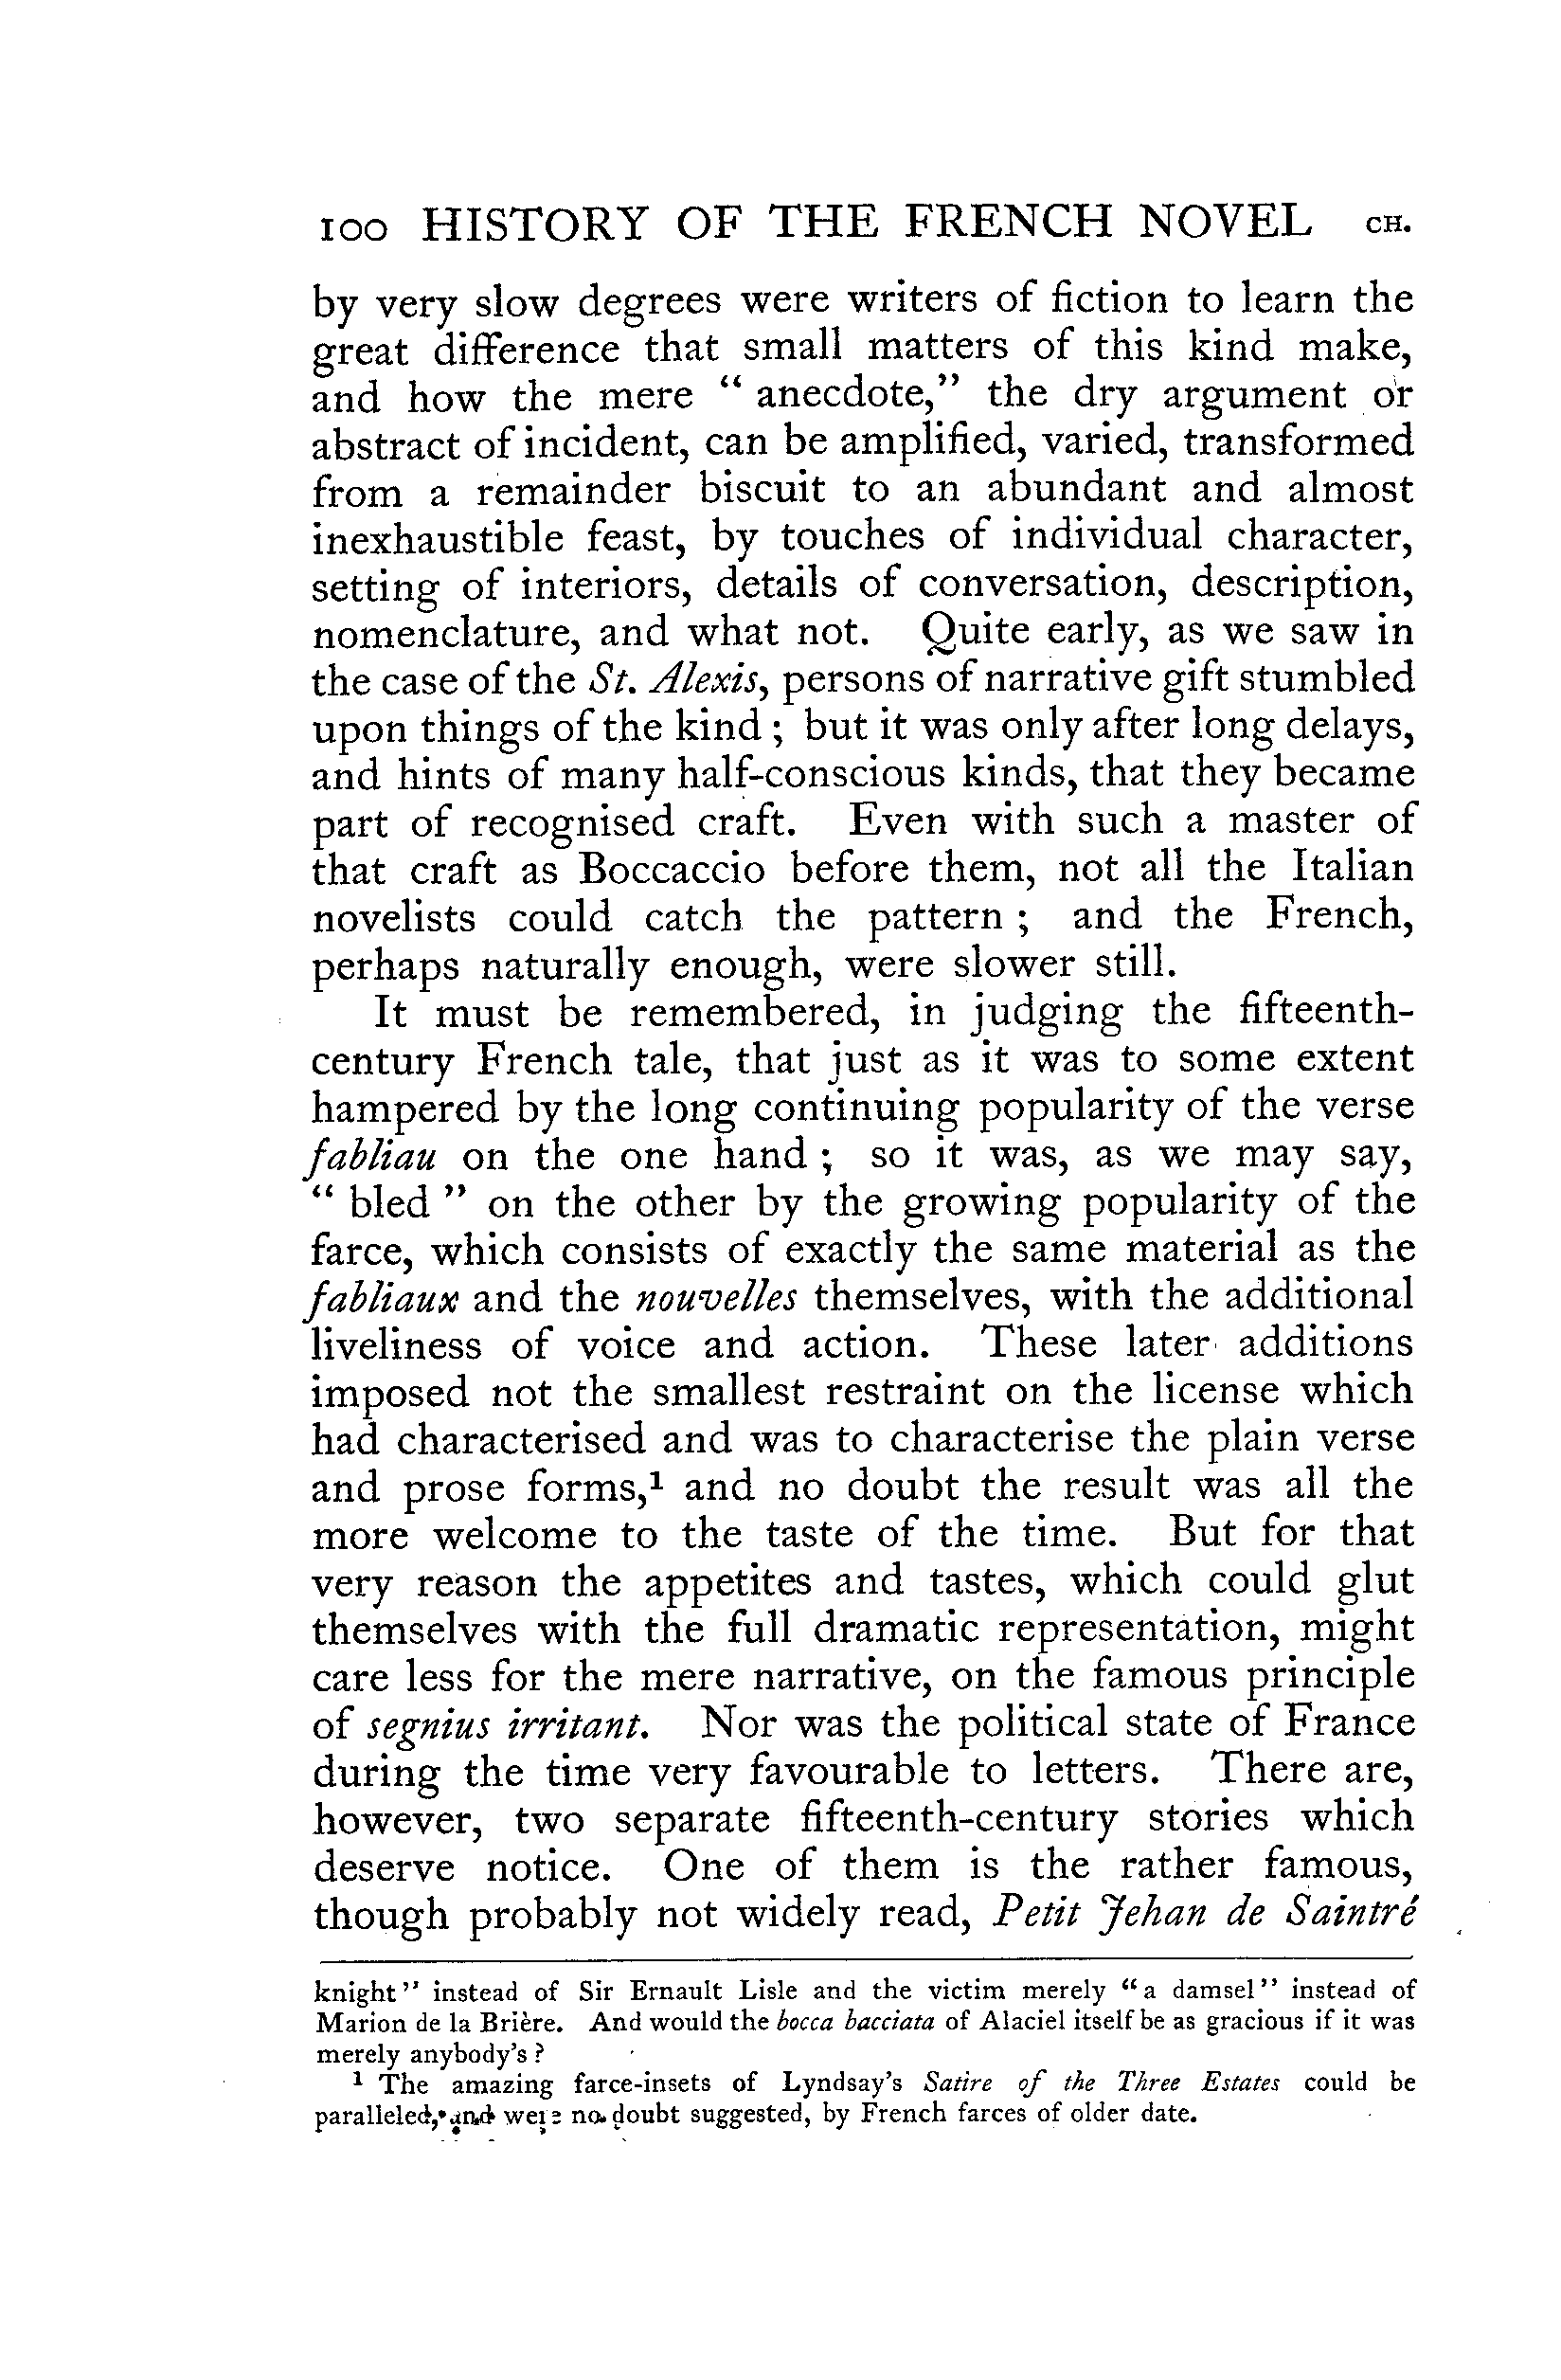 100 HISTORY OF THE FRENCH NOVEL CH.
by very slow degrees were writers of fiction to learn the
great difference that small matters of this kind make,
and how the mere “ anecdote,” the dry argument or
abstract of incident, can be amplified, varied, transformed
from a remainder biscuit to an abundant and almost
inexhaustible feast, by touches of individual character,
setting of interiors, details of conversation, description,
nomenclature, and what not. Quite early, as we saw in
the case of the St. Alexis, persons of narrative gift stumbled
upon things of the kind ; but it was only after long delays,
and hints of many half-conscious kinds, that they became
part of recognised craft. Even with such a master of
that craft as Boccaccio before them, not all the Italian
novelists could catch the pattern ; and the French,
perhaps naturally enough, were slower still.
It must be remembered, in judging the fifteenth-
century French tale, that just as it was to some extent
hampered by the long continuing popularity of the verse
fabliau on the one hand ; so it was, as we may say,
“ bled ” on the other by the growing popularity of the
farce, which consists of exactly the same material as the
fabliaux and the nouvelles themselves, with the additional
liveliness of voice and action. These later additions
imposed not the smallest restraint on the license which
had characterised and was to characterise the plain verse
and prose forms,¹ and no doubt the result was all the
more welcome to the taste of the time. But for that
very reason the appetites and tastes, which could glut
themselves with the full dramatic representation, might
care less for the mere narrative, on the famous principle
of segnius irritant. Nor was the political state of France
during the time very favourable to letters. There are,
however, two separate fifteenth-century stories which
deserve notice. One of them is the rather famous,
though probably not widely read, Petit Jehan de Saintré
knight” instead of Sir Ernault Lisle and the victim merely “a damsel” instead of
Marion de la Brière. And would the bocca bacciata of Alaciel itself be as gracious if it was
merely anybody's ?
¹ The amazing farce-insets of Lyndsay's Satire of the Three Estates could be
paralleled, and were no doubt suggested, by French farces of older date.